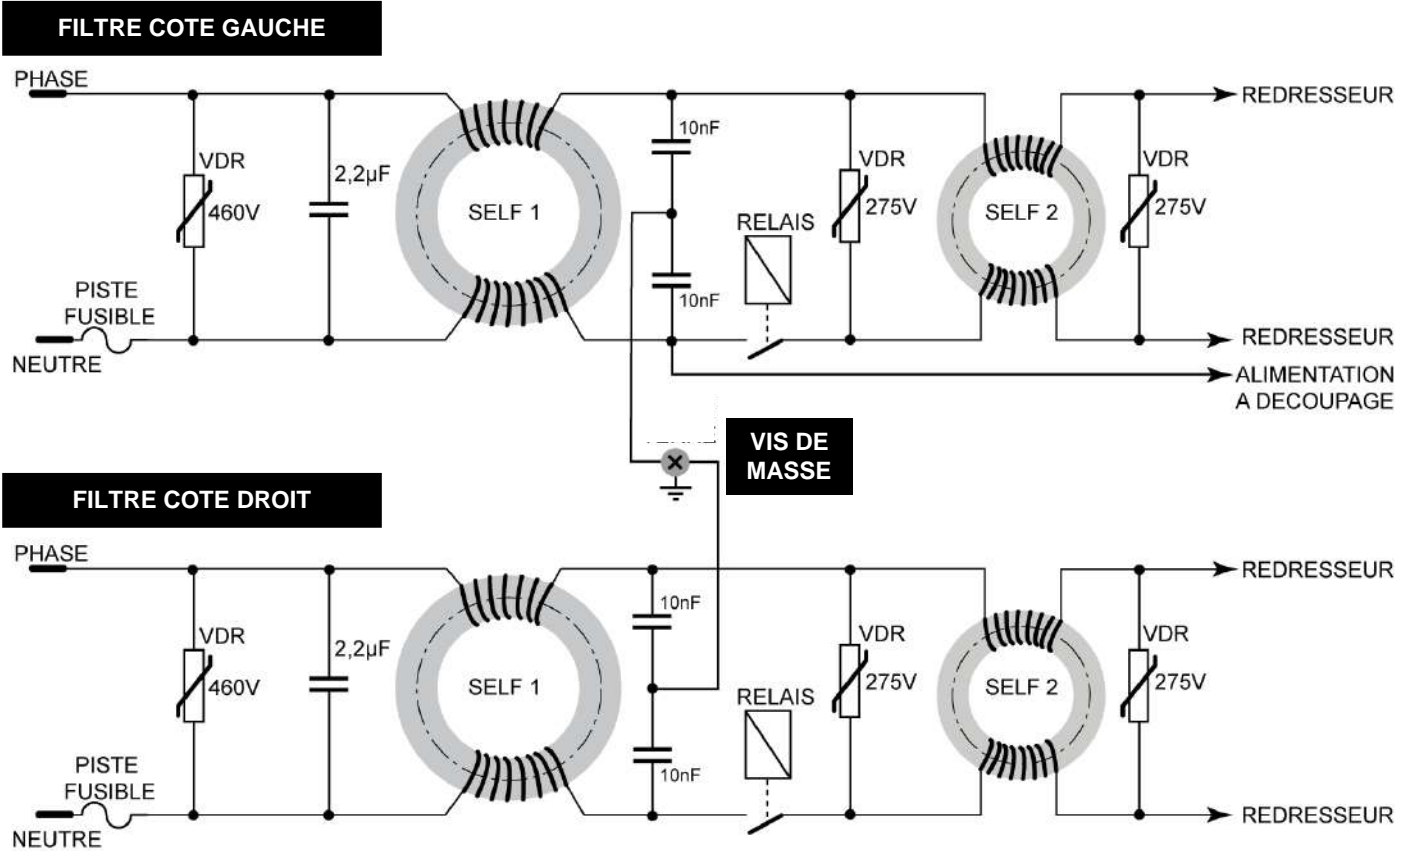 FILTRE COTE GAUCHE
PHASE
REDRESSEUR
10nF
VDR
460V
2,2µF
SELF 1
VDR
275V
SELF 2
VDR
275V
RELAIS
PISTE
FUSIBLE
10nF
NEUTRE
REDRESSEUR
ALIMENTATION
A DECOUPAGE
VIS DE
MASSE
FILTRE COTE DROIT
PHASE
REDRESSEUR
10nF
VDR
460V
2,2µF
SELF 1
VDR
275V
SELF 2
VDR
275V
RELAIS
PISTE
FUSIBLE
10nF
NEUTRE
REDRESSEUR